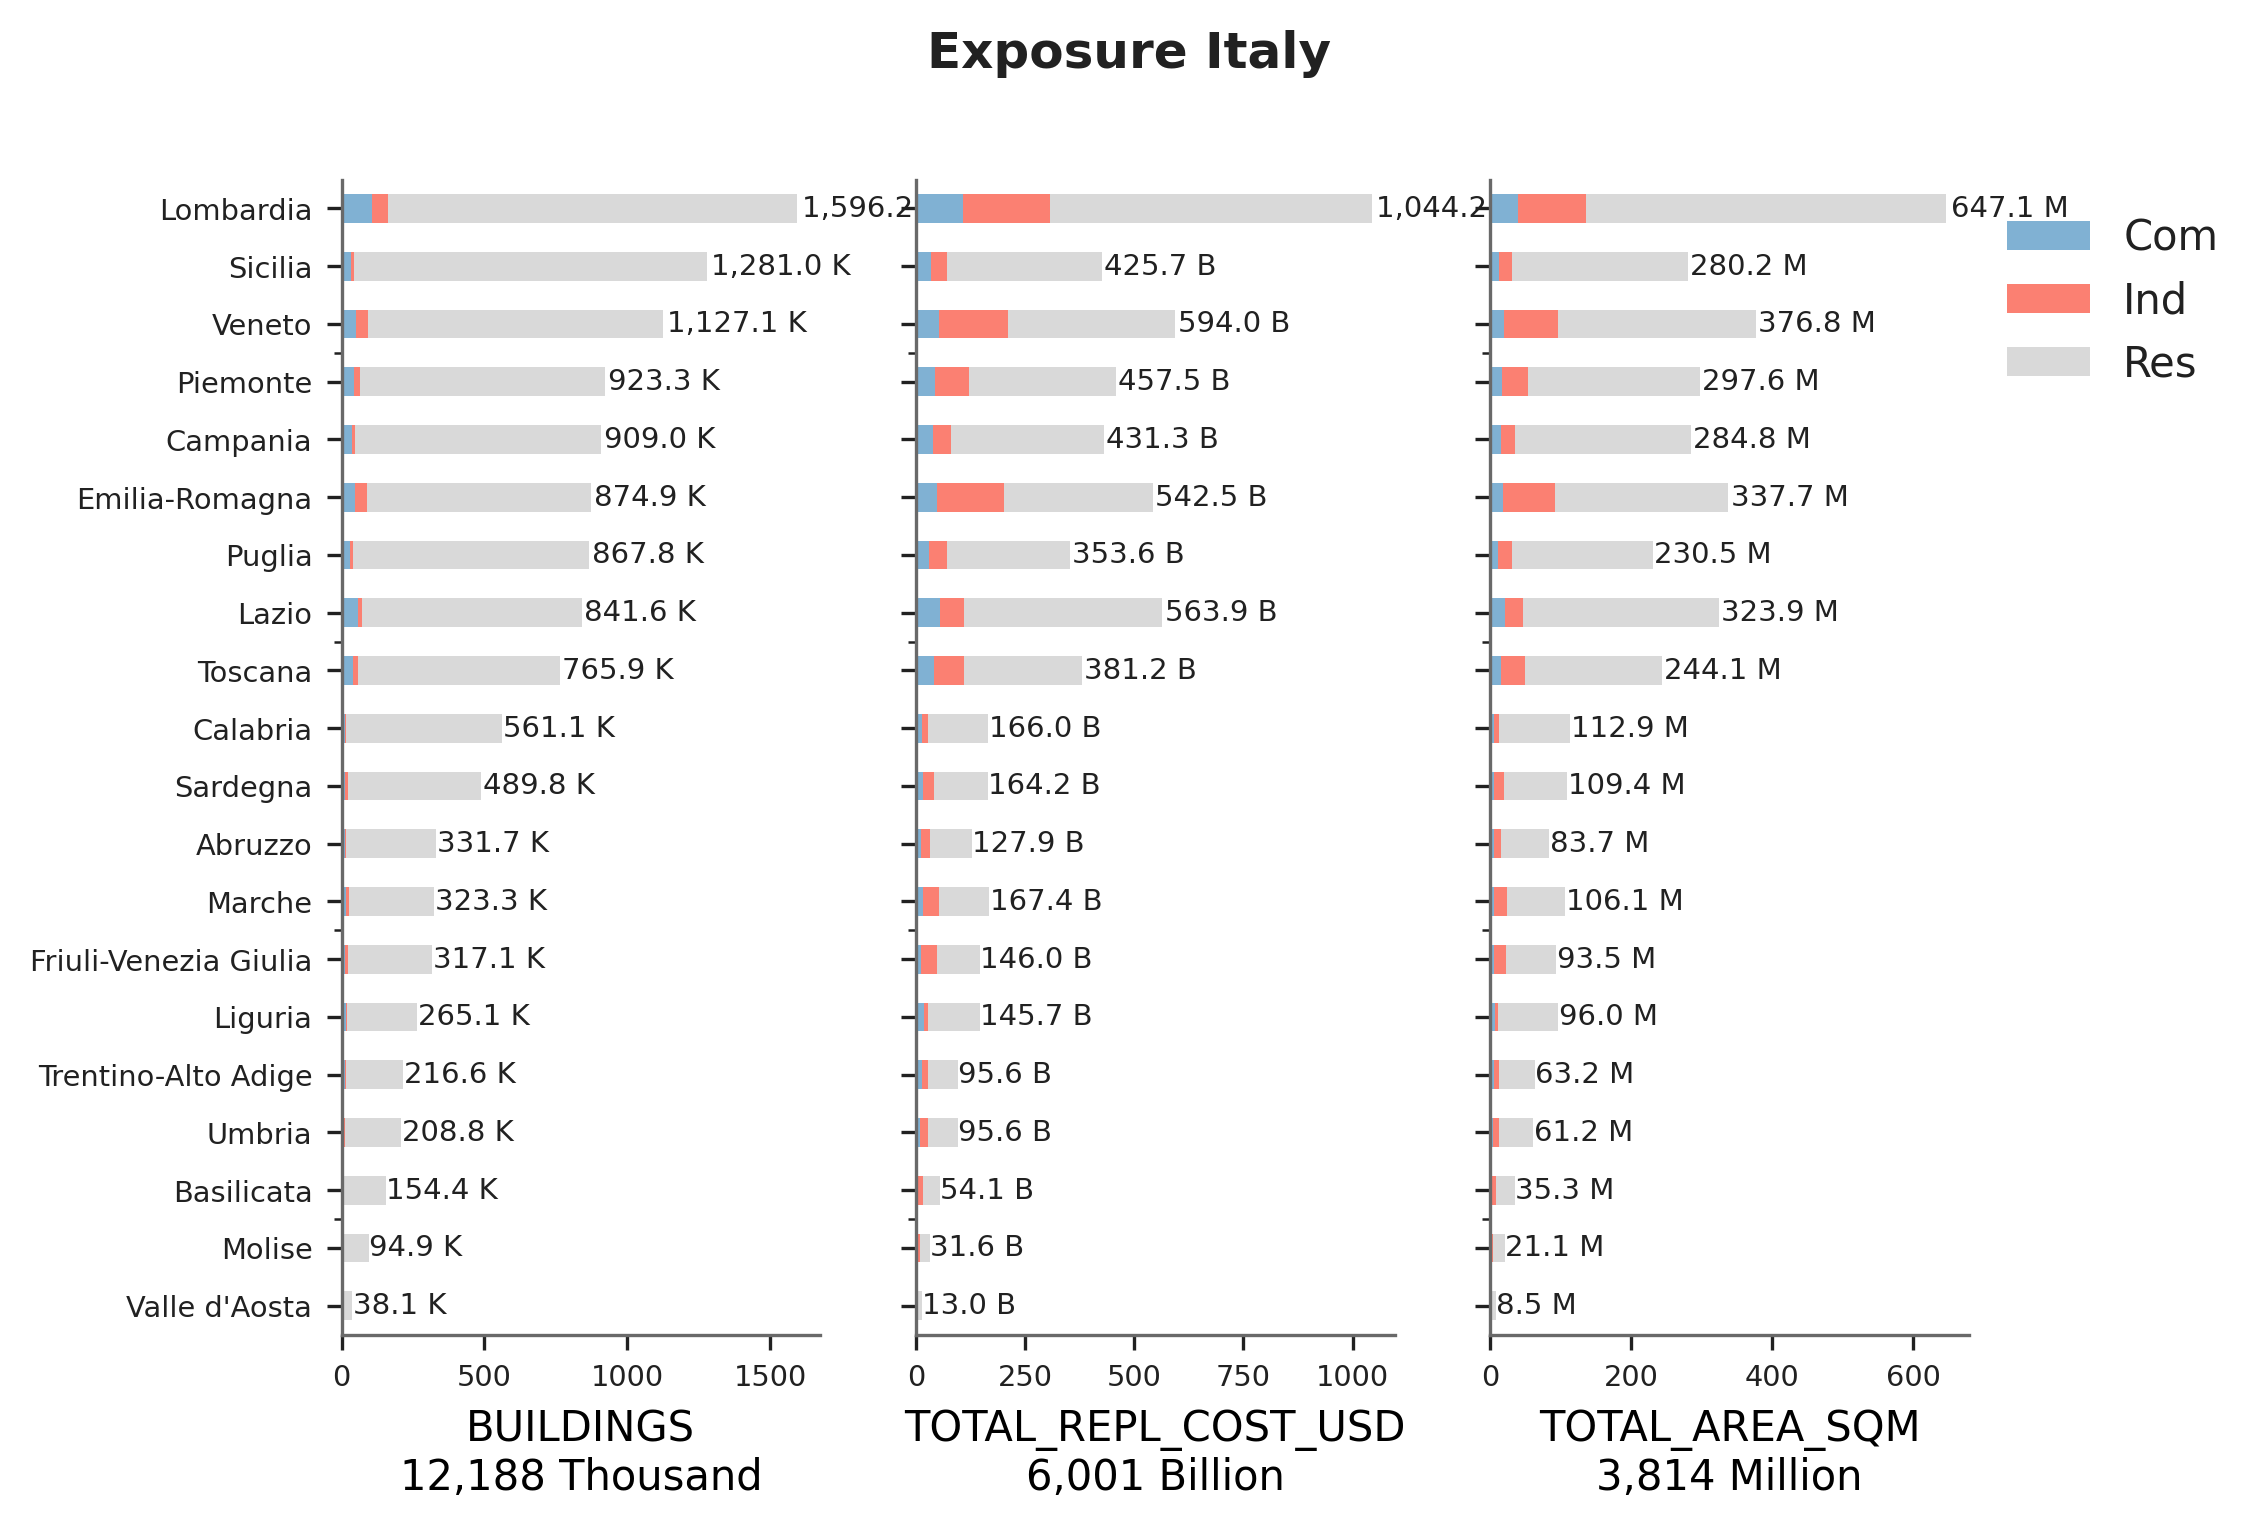 Exposure Italy
Lombardia 1,596.2 1,044.2 647.1 M
Sicilia 1,281.0 K 425.7 B 280.2 M
Veneto 1,127.1 K 594.0 B 376.8 M
Piemonte 923.3 K 457.5 B 297.6 M
Campania 909.0 K 431.3 B 284.8 M
Emilia-Romagna 874.9 K 542.5 B 337.7 M
Puglia 867.8 K 353.6 B 230.5 M
Lazio 841.6 K 563.9 B 323.9 M
Toscana 765.9 K 381.2 B 244.1 M
Calabria 561.1 K 166.0 B 112.9 M
Sardegna 489.8 K 164.2 B 109.4 M
Abruzzo 331.7 K 127.9 B 83.7 M
Marche 323.3 K 167.4 B 106.1 M
Friuli-Venezia Giulia 317.1 K 146.0 B 93.5 M
Liguria 265.1 K 145.7 B 96.0 M
Trentino-Alto Adige 216.6 K 95.6 B 63.2 M
Umbria 208.8 K 95.6 B 61.2 M
Basilicata 154.4 K 54.1 B 35.3 M
Molise 94.9 K 31.6 B 21.1 M
Valle d'Aosta 38.1 K 13.0 B 8.5 M
0 500 1000 1500 0 250 500 750 1000 0 200 400 600
BUILDINGS TOTAL_REPL_COST_USD TOTAL_AREA_SQM
12,188 Thousand 6,001 Billion 3,814 Million
Com
Ind
Res